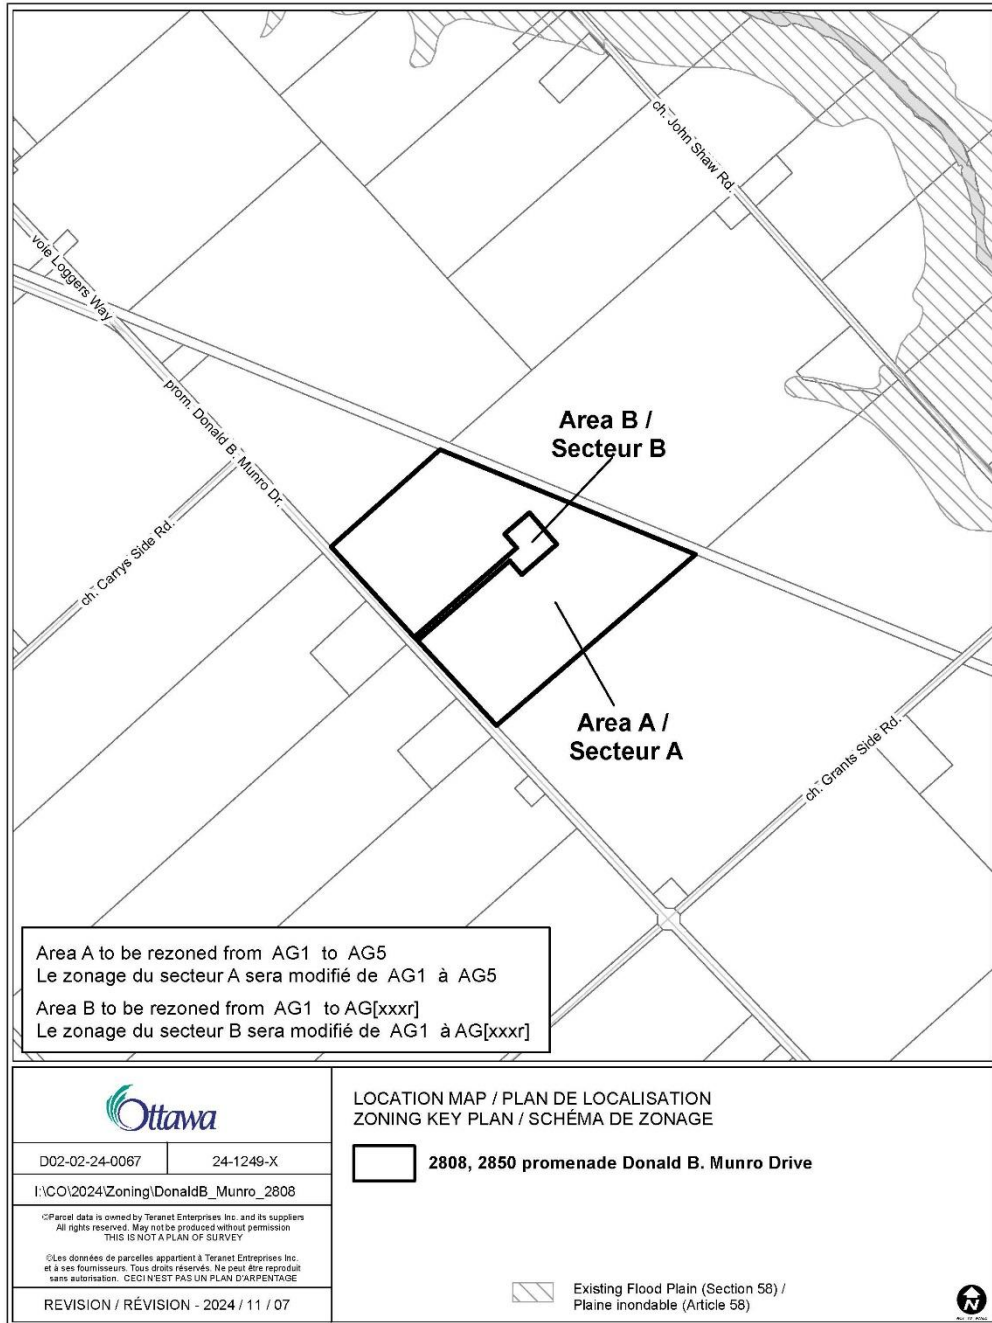 ch. John Shaw Rd.
voie Loggers Way
prom. Donald B. Munro Dr.
ch. Carrys Side Rd.
Area B /
Secteur B
Area A /
Secteur A
ch. Grants Side Rd.
Area A to be rezoned from AG1 to AG5
Le zonage du secteur A sera modifié de AG1 à AG5
Area B to be rezoned from AG1 to AG[xxxr]
Le zonage du secteur B sera modifié de AG1 à AG[xxxr]
Ottawa
D02-02-24-0067
24-1249-X
I:\CO\2024\Zoning\DonaldB_Munro_2808
©Parcel data is owned by Teranet Enterprises Inc. and its suppliers
All rights reserved. May not be produced without permission
THIS IS NOT A PLAN OF SURVEY
©Les données de parcelles appartient à Teranet Entreprises Inc.
et à ses fournisseurs. Tous droits réservés. Ne peut être reproduit
sans autorisation. CECI N'EST PAS UN PLAN D'ARPENTAGE
REVISION / RÉVISION - 2024 / 11 / 07
LOCATION MAP / PLAN DE LOCALISATION
ZONING KEY PLAN / SCHÉMA DE ZONAGE
2808, 2850 promenade Donald B. Munro Drive
Existing Flood Plain (Section 58) /
Plaine inondable (Article 58)
N